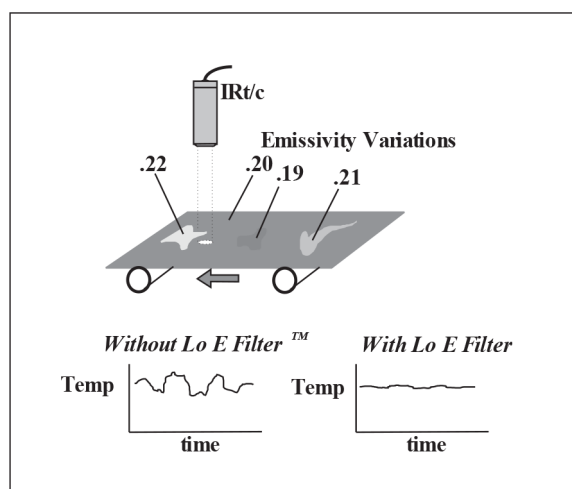 IRt/c
Emissivity Variations
.22
.20
.19
.21
Without Lo E Filter ™
With Lo E Filter
Temp
Temp
time
time